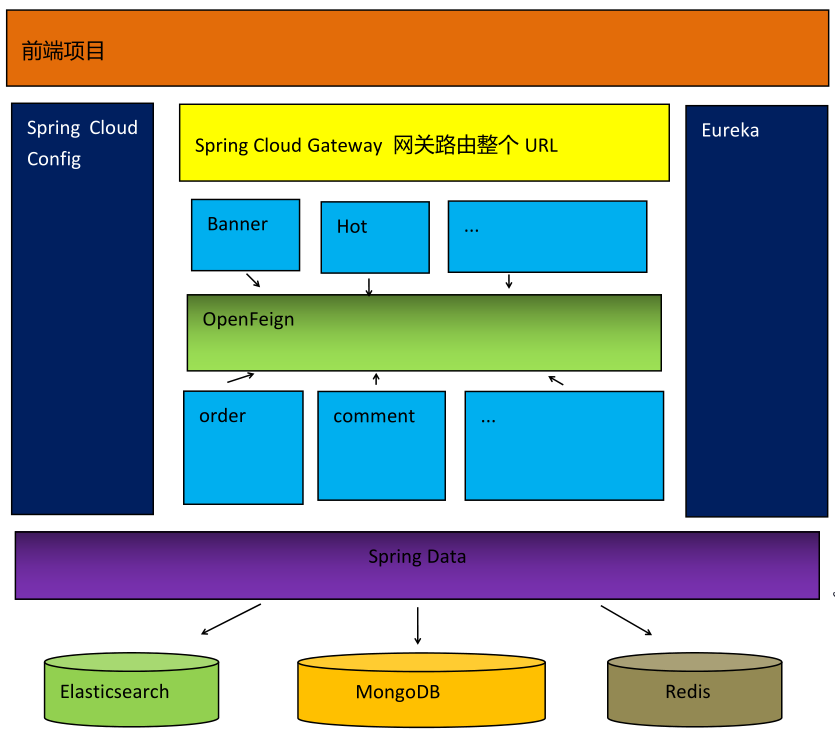 前端项目
Spring Cloud
Config
Spring Cloud Gateway 网关路由整个 URL
Eureka
Banner
Hot
...
OpenFeign
order
comment
...
Spring Data
Elasticsearch
MongoDB
Redis